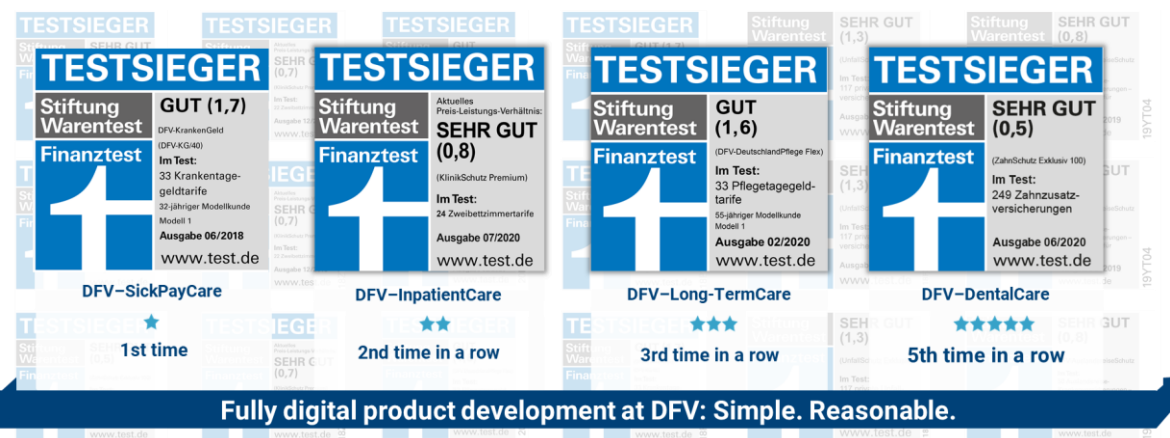 TESTSIEGER
Stiftung
Warentest
Finanztest
GUT (1,7)
DFV-KrankenGeld
(DFV-KG/40)
Im Test:
33 Krankentage-
geldtarife
32-jähriger Modellkunde
Modell 1
Ausgabe 06/2018
www.test.de
DFV–SickPayCare
1st time
TESTSIEGER
Stiftung
Warentest
Finanztest
Aktuelles
Preis-Leistungs-Verhältnis:
SEHR GUT
(0,8)
(KlinikSchutz Premium)
Im Test:
24 Zweibettzimmertarife
Ausgabe 07/2020
www.test.de
DFV–InpatientCare
2nd time in a row
TESTSIEGER
Stiftung
Warentest
Finanztest
GUT
(1,6)
(DFV-DeutschlandPflege Flex)
Im Test:
33 Pflegetagegeld-
tarife
55-jähriger Modellkunde
Modell 1
Ausgabe 02/2020
www.test.de
DFV–Long-TermCare
3rd time in a row
TESTSIEGER
Stiftung
Warentest
Finanztest
SEHR GUT
(0,5)
(ZahnSchutz Exklusiv 100)
Im Test:
249 Zahnzusatz-
versicherungen
Ausgabe 06/2020
www.test.de
DFV–DentalCare
5th time in a row
Fully digital product development at DFV: Simple. Reasonable.